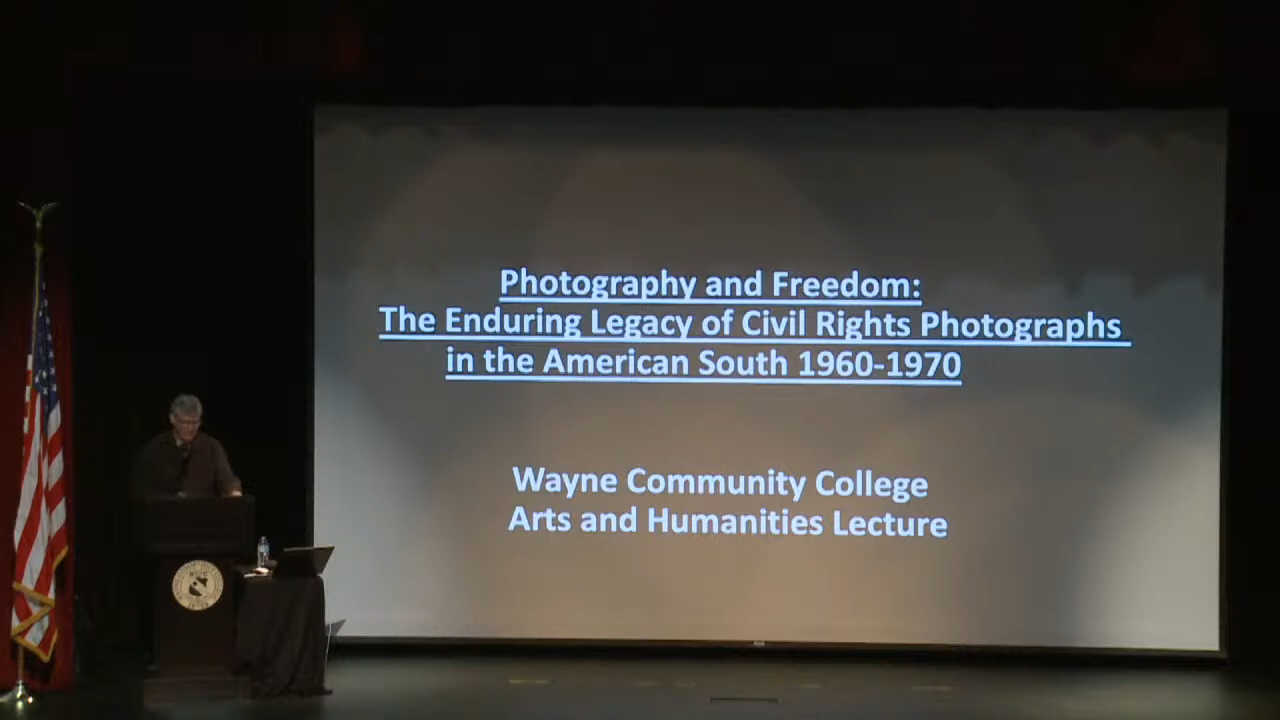 Photography and Freedom:
The Enduring Legacy of Civil Rights Photographs
in the American South 1960-1970
Wayne Community College
Arts and Humanities Lecture